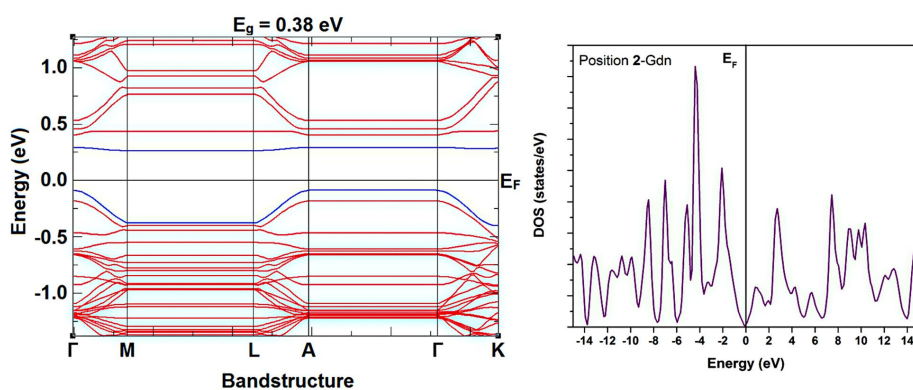 E_g = 0.38 eV
1.0
0.5
0.0
-0.5
-1.0
Energy (eV)
E_F
Γ M L A Γ K
Bandstructure
Position 2-Gdn
E_F
DOS (states/eV)
-14 -12 -10 -8 -6 -4 -2 0 2 4 6 8 10 12 14
Energy (eV)